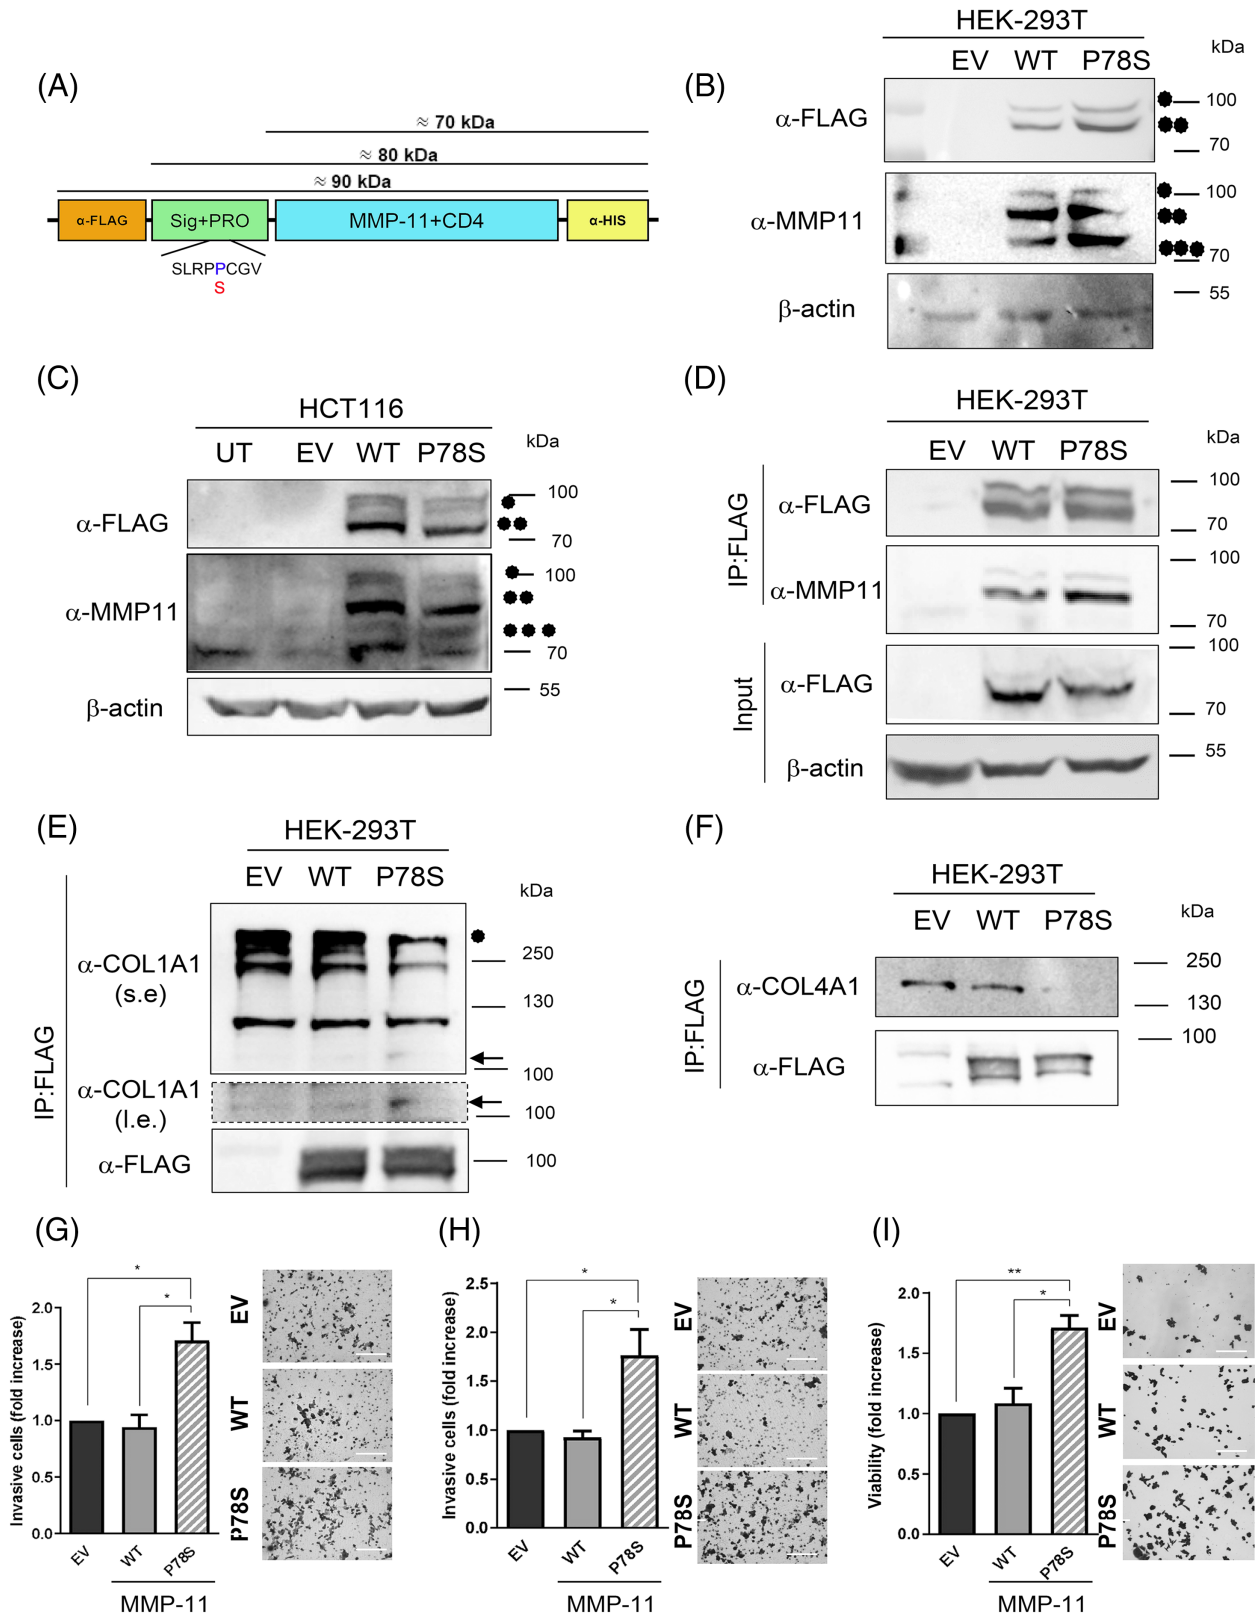 (A)
≈ 70 kDa
≈ 80 kDa
≈ 90 kDa
α-FLAG Sig+PRO MMP-11+CD4 α-HIS
SLRPPCGV
S
(B)
HEK-293T
kDa
EV WT P78S
α-FLAG
100
70
α-MMP11
100
70
β-actin
55
(C)
HCT116
kDa
UT EV WT P78S
α-FLAG
100
70
α-MMP11
100
70
β-actin
55
(D)
HEK-293T
kDa
EV WT P78S
IP:FLAG
α-FLAG
100
70
α-MMP11
100
70
Input
α-FLAG
100
70
β-actin
55
(E)
HEK-293T
EV WT P78S
kDa
IP:FLAG
α-COL1A1
(s.e)
250
130
100
α-COL1A1
(l.e.)
100
α-FLAG
100
(F)
HEK-293T
kDa
EV WT P78S
IP:FLAG
α-COL4A1
250
130
α-FLAG
100
(G)
Invasive cells (fold increase)
2.0
1.5
1.0
0.5
0.0
*
*
EV WT P78S
MMP-11
EV
WT
P78S
(H)
Invasive cells (fold increase)
2.5
2.0
1.5
1.0
0.5
0.0
*
*
EV WT P78S
MMP-11
EV
WT
P78S
(I)
Viability (fold increase)
2.0
1.5
1.0
0.5
0.0
**
*
EV WT P78S
MMP-11
EV
WT
P78S